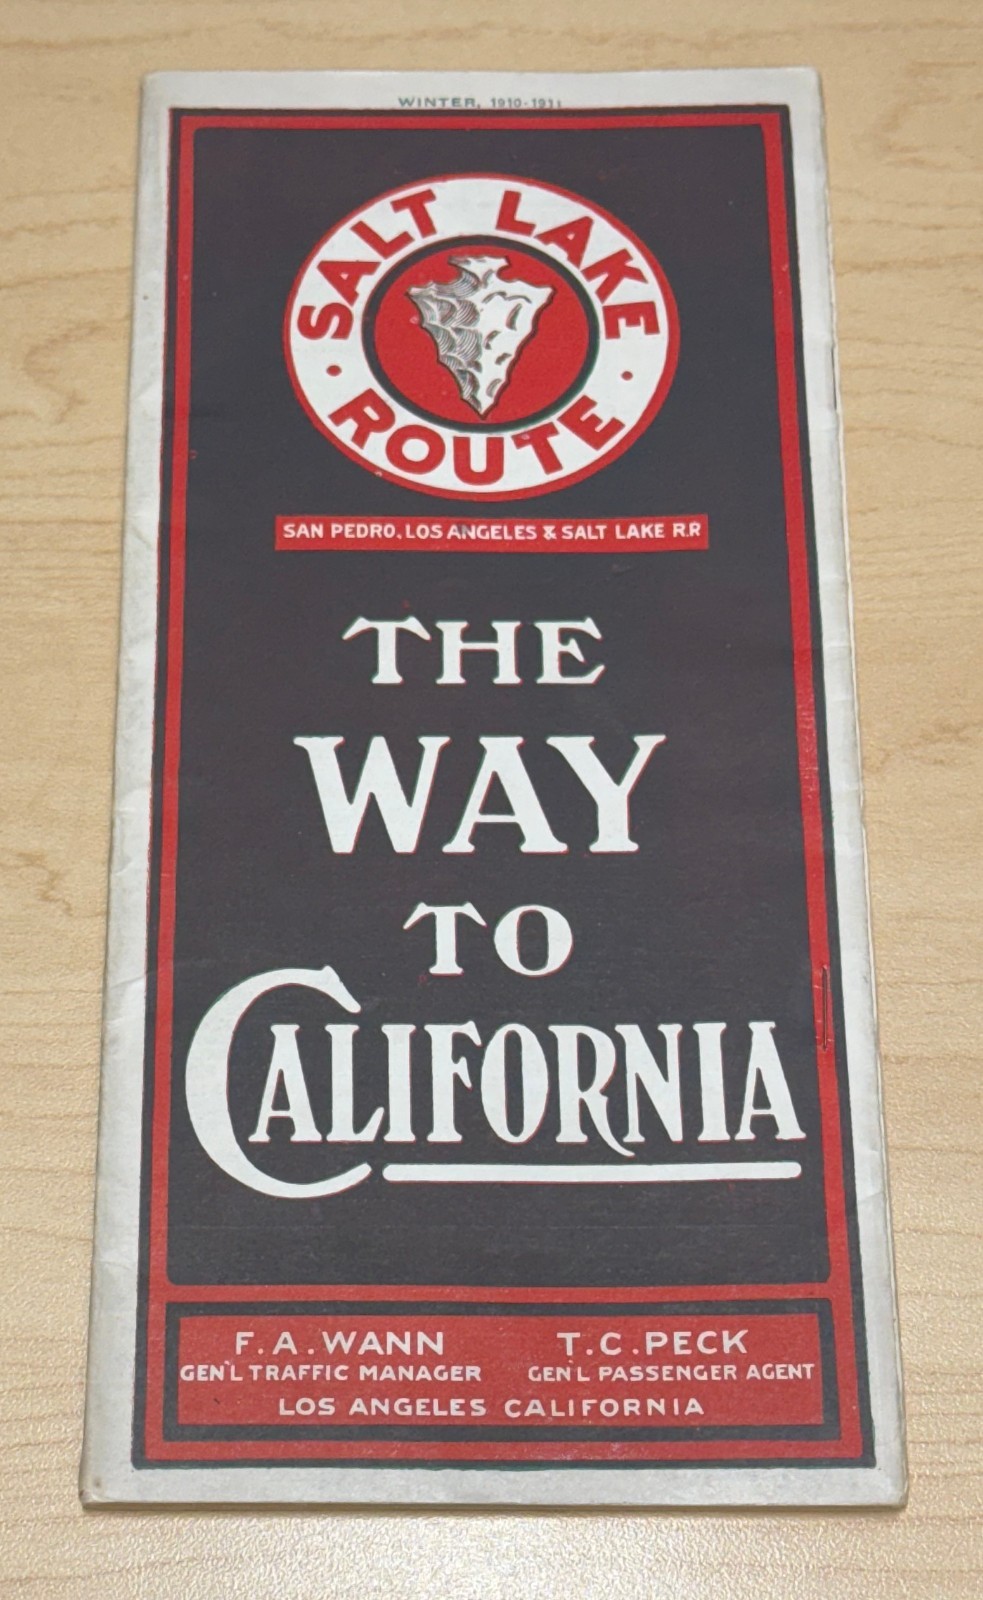 WINTER, 1910-1911
SALT LAKE
ROUTE
SAN PEDRO, LOS ANGELES & SALT LAKE R.R
THE
WAY
TO
CALIFORNIA
F. A. WANN T. C. PECK
GEN'L TRAFFIC MANAGER GEN'L PASSENGER AGENT
LOS ANGELES CALIFORNIA